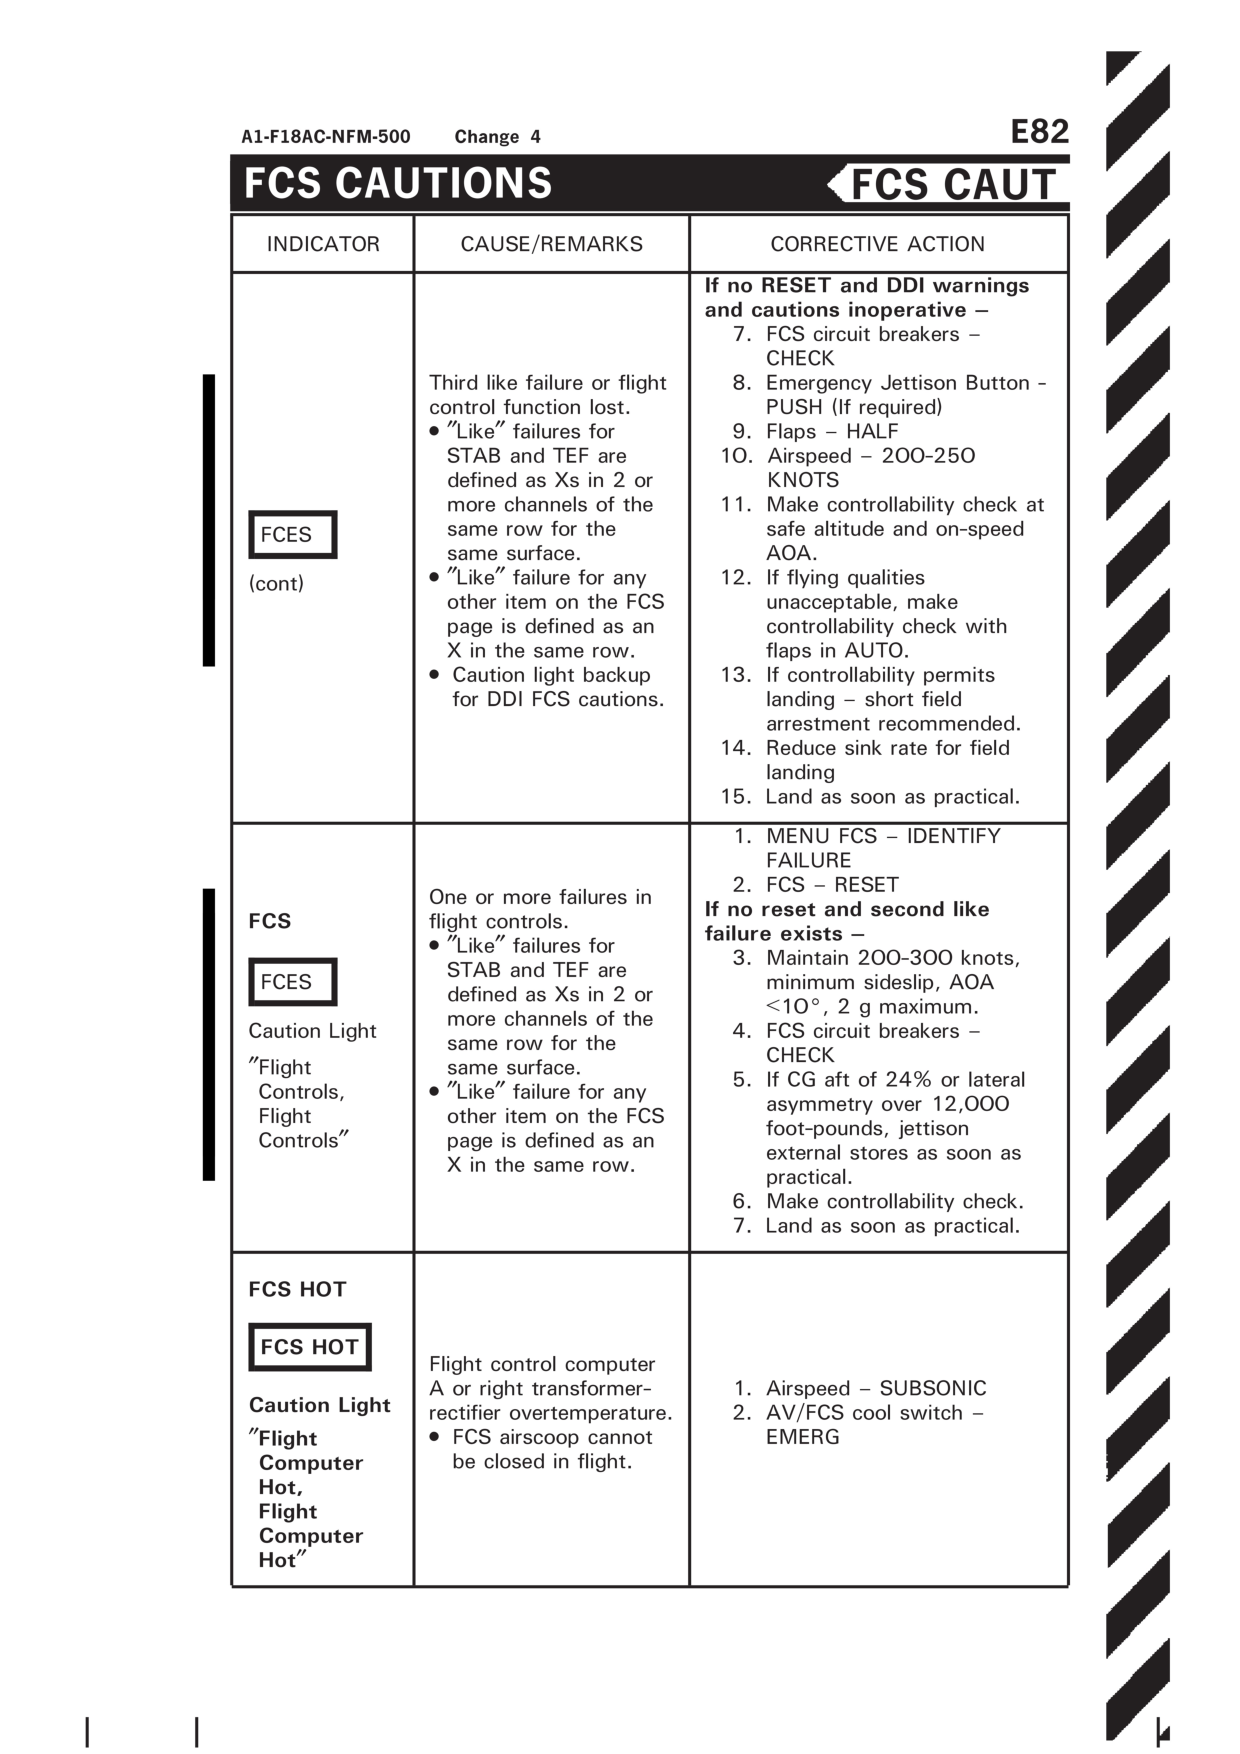 A1-F18AC-NFM-500 Change 4 E82
FCS CAUTIONS FCS CAUT
INDICATOR CAUSE/REMARKS CORRECTIVE ACTION
FCES
(cont)
Third like failure or flight
control function lost.
● "Like" failures for
STAB and TEF are
defined as Xs in 2 or
more channels of the
same row for the
same surface.
● "Like" failure for any
other item on the FCS
page is defined as an
X in the same row.
● Caution light backup
for DDI FCS cautions.
If no RESET and DDI warnings
and cautions inoperative –
7. FCS circuit breakers –
CHECK
8. Emergency Jettison Button -
PUSH (If required)
9. Flaps – HALF
10. Airspeed – 200-250
KNOTS
11. Make controllability check at
safe altitude and on-speed
AOA.
12. If flying qualities
unacceptable, make
controllability check with
flaps in AUTO.
13. If controllability permits
landing – short field
arrestment recommended.
14. Reduce sink rate for field
landing
15. Land as soon as practical.
FCS
FCES
Caution Light
"Flight
Controls,
Flight
Controls"
One or more failures in
flight controls.
● "Like" failures for
STAB and TEF are
defined as Xs in 2 or
more channels of the
same row for the
same surface.
● "Like" failure for any
other item on the FCS
page is defined as an
X in the same row.
1. MENU FCS – IDENTIFY
FAILURE
2. FCS – RESET
If no reset and second like
failure exists –
3. Maintain 200-300 knots,
minimum sideslip, AOA
<10°, 2 g maximum.
4. FCS circuit breakers –
CHECK
5. If CG aft of 24% or lateral
asymmetry over 12,000
foot-pounds, jettison
external stores as soon as
practical.
6. Make controllability check.
7. Land as soon as practical.
FCS HOT
FCS HOT
Caution Light
"Flight
Computer
Hot,
Flight
Computer
Hot"
Flight control computer
A or right transformer-
rectifier overtemperature.
● FCS airscoop cannot
be closed in flight.
1. Airspeed – SUBSONIC
2. AV/FCS cool switch –
EMERG